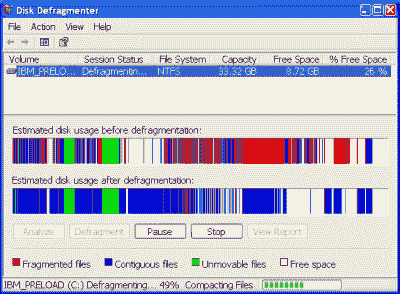 Disk Defragmenter
File Action View Help
Volume Session Status File System Capacity Free Space % Free Space
IBM_PRELO... Defragmentin... NTFS 33.32 GB 8.72 GB 26 %
Estimated disk usage before defragmentation:
Estimated disk usage after defragmentation:
Analyze Defragment Pause Stop View Report
Fragmented files Contiguous files Unmovable files Free space
IBM_PRELOAD (C:) Defragmenting... 49% Compacting Files